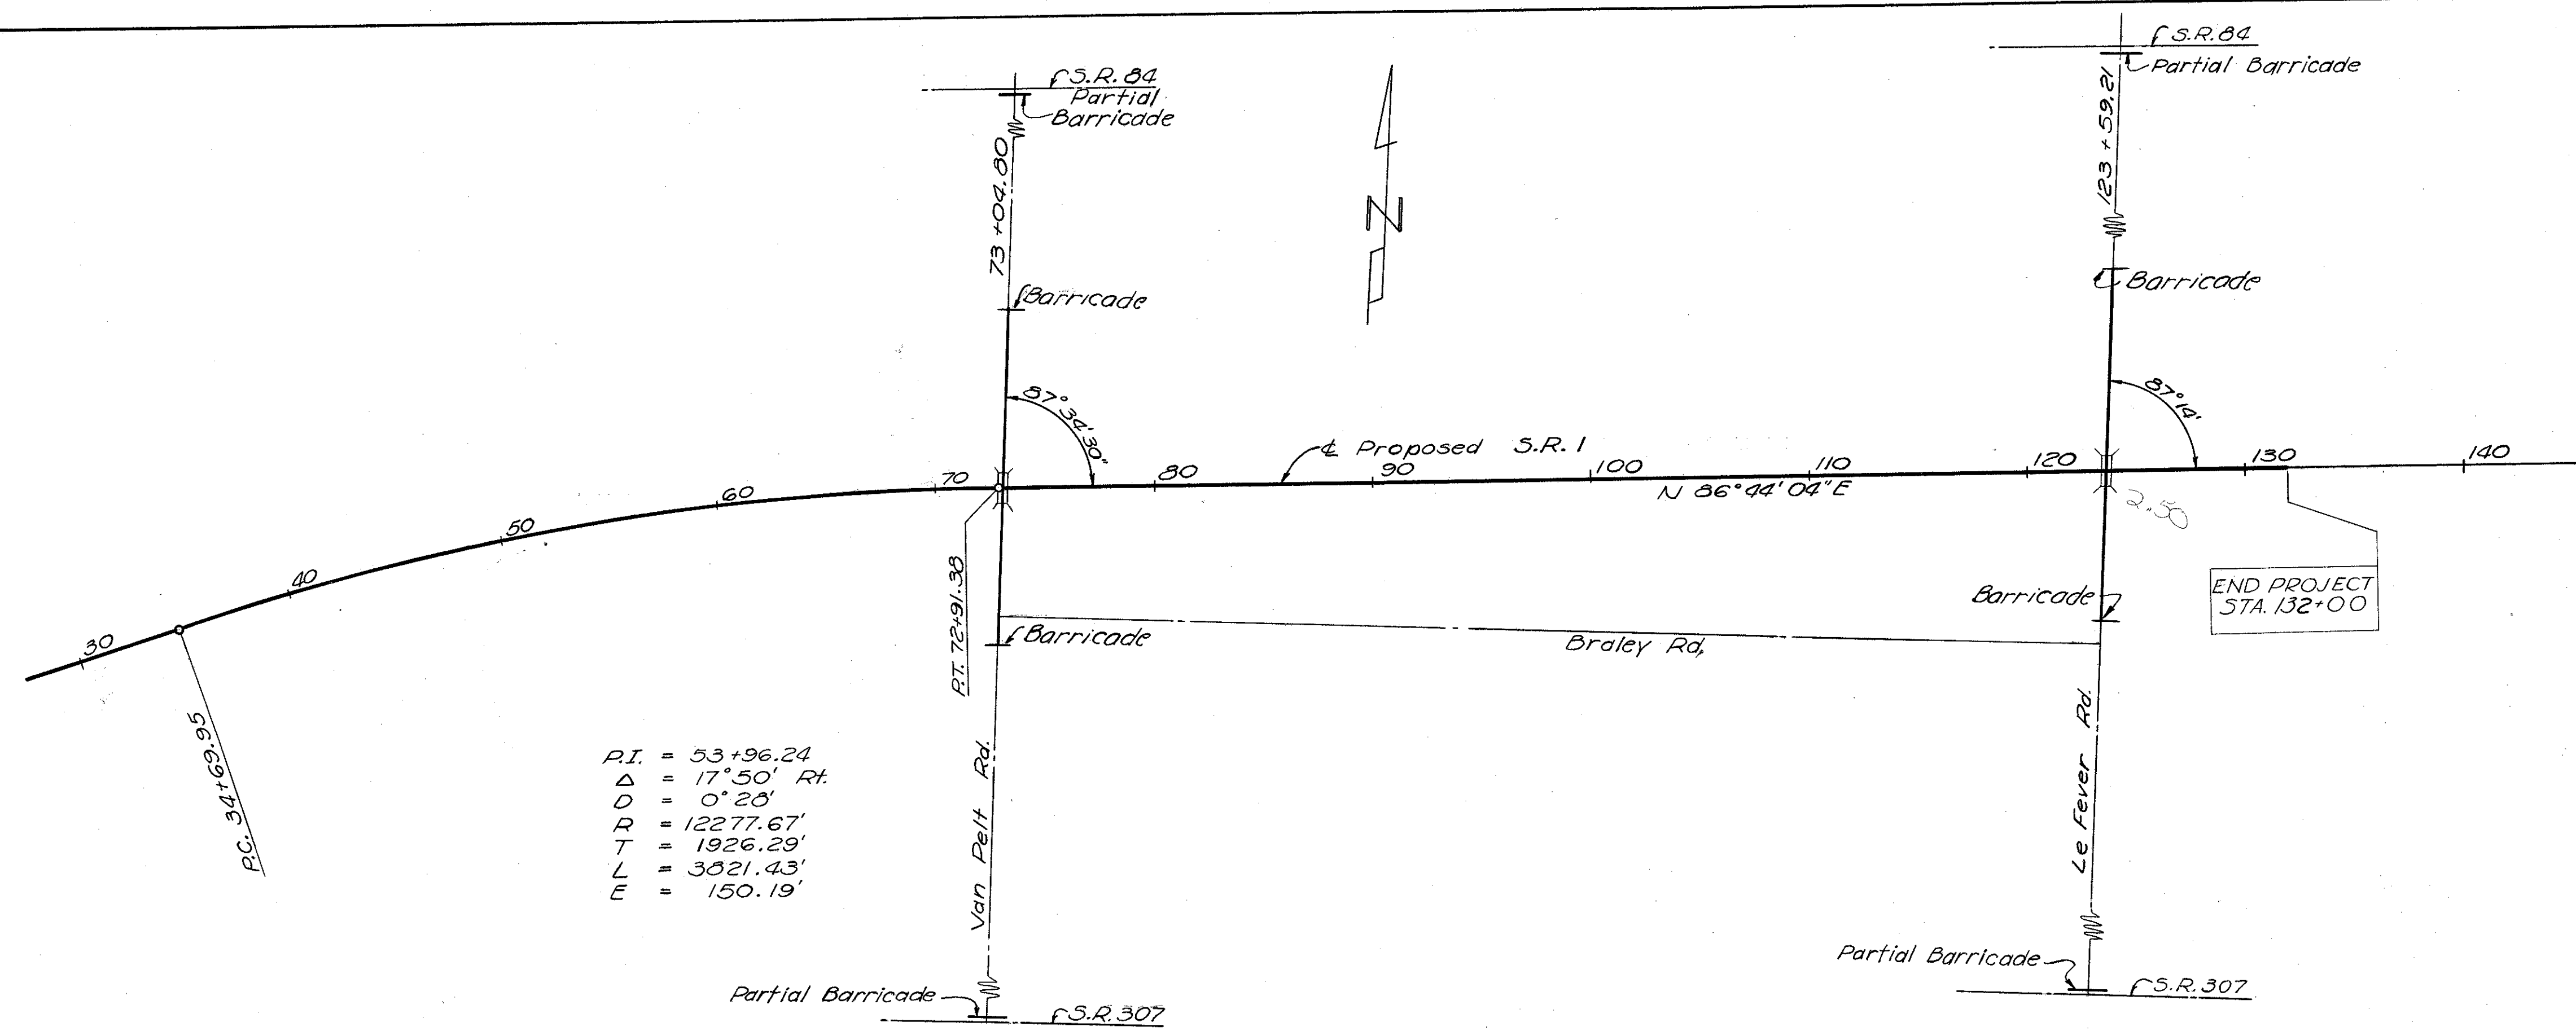 S.R. 84
Partial
Barricade
73 + 04.80
Barricade
87° 34' 30"
N
S.R. 84
Partial Barricade
123 + 59.21
Barricade
87° 14'
℄ Proposed S.R. 1
30
40
50
60
70
80
90
100
110
120
130
140
N 86° 44' 04" E
2.50
P.C. 34+69.95
P.T. 72+91.38
Barricade
Braley Rd,
Barricade
END PROJECT
STA. 132+00
Van Pelt Rd.
Le Fever Rd.
P.I. = 53+96.24
Δ = 17° 50' Rt.
D = 0° 28'
R = 12277.67'
T = 1926.29'
L = 3821.43'
E = 150.19'
Partial Barricade
S.R. 307
Partial Barricade
S.R. 307